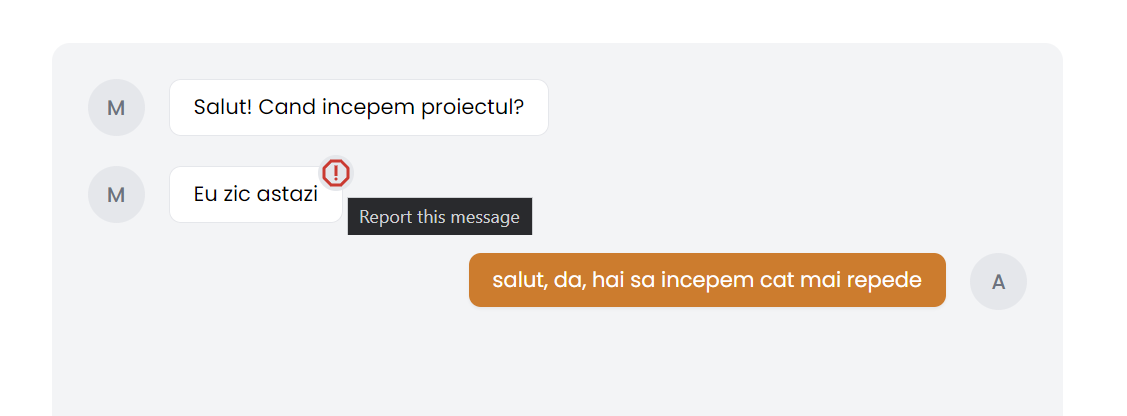 M
Salut! Cand incepem proiectul?
M
Eu zic astazi
!
Report this message
salut, da, hai sa incepem cat mai repede
A